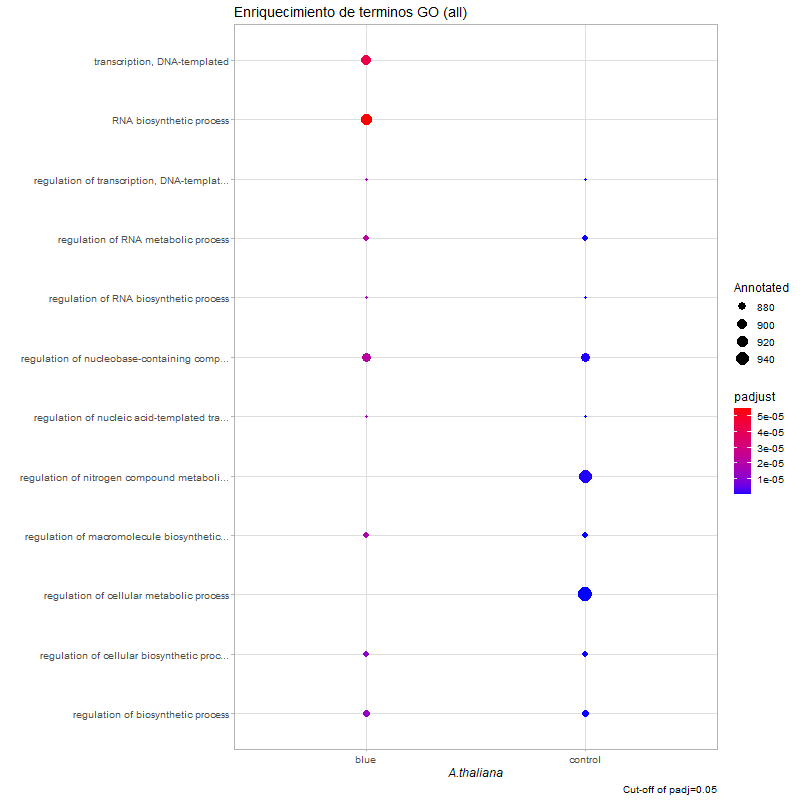 Enriquecimiento de terminos GO (all)
transcription, DNA-templated
RNA biosynthetic process
regulation of transcription, DNA-templat...
regulation of RNA metabolic process
regulation of RNA biosynthetic process
regulation of nucleobase-containing comp...
regulation of nucleic acid-templated tra...
regulation of nitrogen compound metaboli...
regulation of macromolecule biosynthetic...
regulation of cellular metabolic process
regulation of cellular biosynthetic proc...
regulation of biosynthetic process
blue control
A.thaliana
Cut-off of padj=0.05
Annotated
880
900
920
940
padjust
5e-05
4e-05
3e-05
2e-05
1e-05